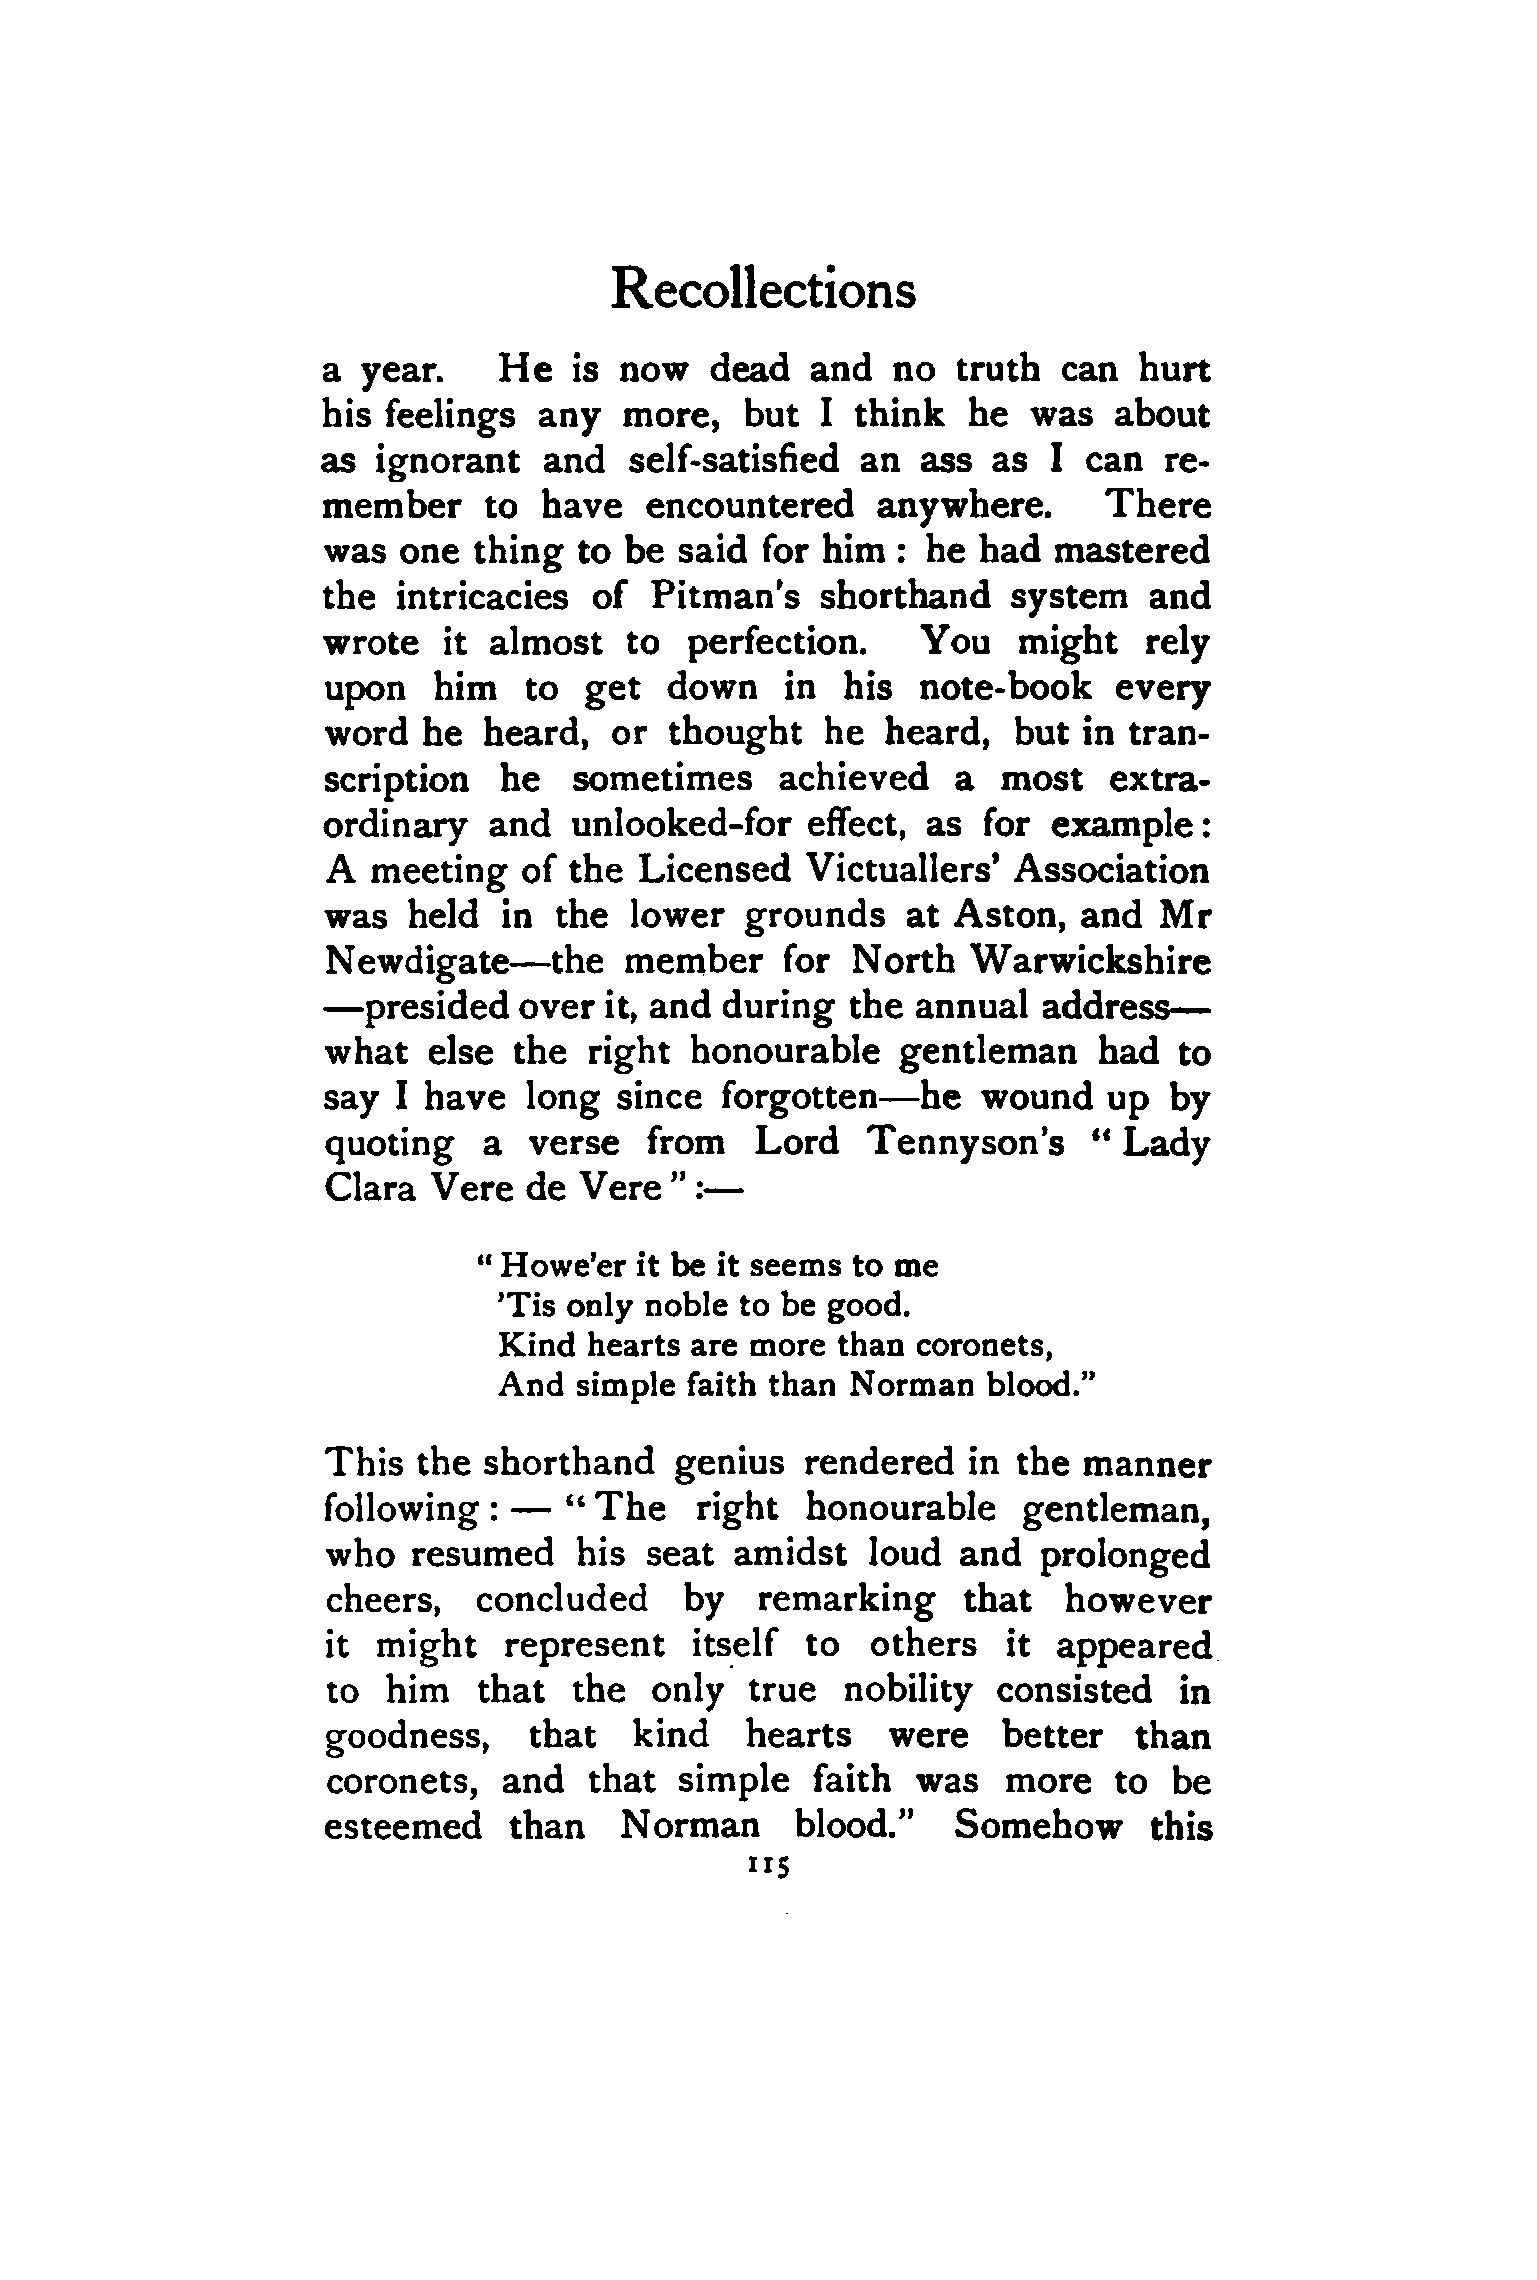 Recollections
a year. He is now dead and no truth can hurt
his feelings any more, but I think he was about
as ignorant and self-satisfied an ass as I can re-
member to have encountered anywhere. There
was one thing to be said for him : he had mastered
the intricacies of Pitman's shorthand system and
wrote it almost to perfection. You might rely
upon him to get down in his note-book every
word he heard, or thought he heard, but in tran-
scription he sometimes achieved a most extra-
ordinary and unlooked-for effect, as for example:
A meeting of the Licensed Victuallers' Association
was held in the lower grounds at Aston, and Mr
Newdigate—the member for North Warwickshire
—presided over it, and during the annual address—
what else the right honourable gentleman had to
say I have long since forgotten—he wound up by
quoting a verse from Lord Tennyson's “ Lady
Clara Vere de Vere ” :—
“ Howe'er it be it seems to me
'Tis only noble to be good.
Kind hearts are more than coronets,
And simple faith than Norman blood.”
This the shorthand genius rendered in the manner
following : — “ The right honourable gentleman,
who resumed his seat amidst loud and prolonged
cheers, concluded by remarking that however
it might represent itself to others it appeared
to him that the only true nobility consisted in
goodness, that kind hearts were better than
coronets, and that simple faith was more to be
esteemed than Norman blood.” Somehow this
115